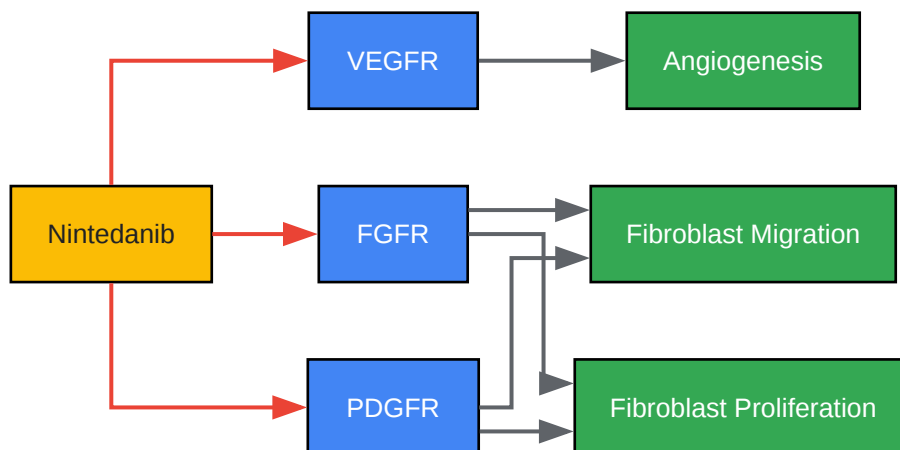 VEGFR
Angiogenesis
Nintedanib
FGFR
Fibroblast Migration
PDGFR
Fibroblast Proliferation